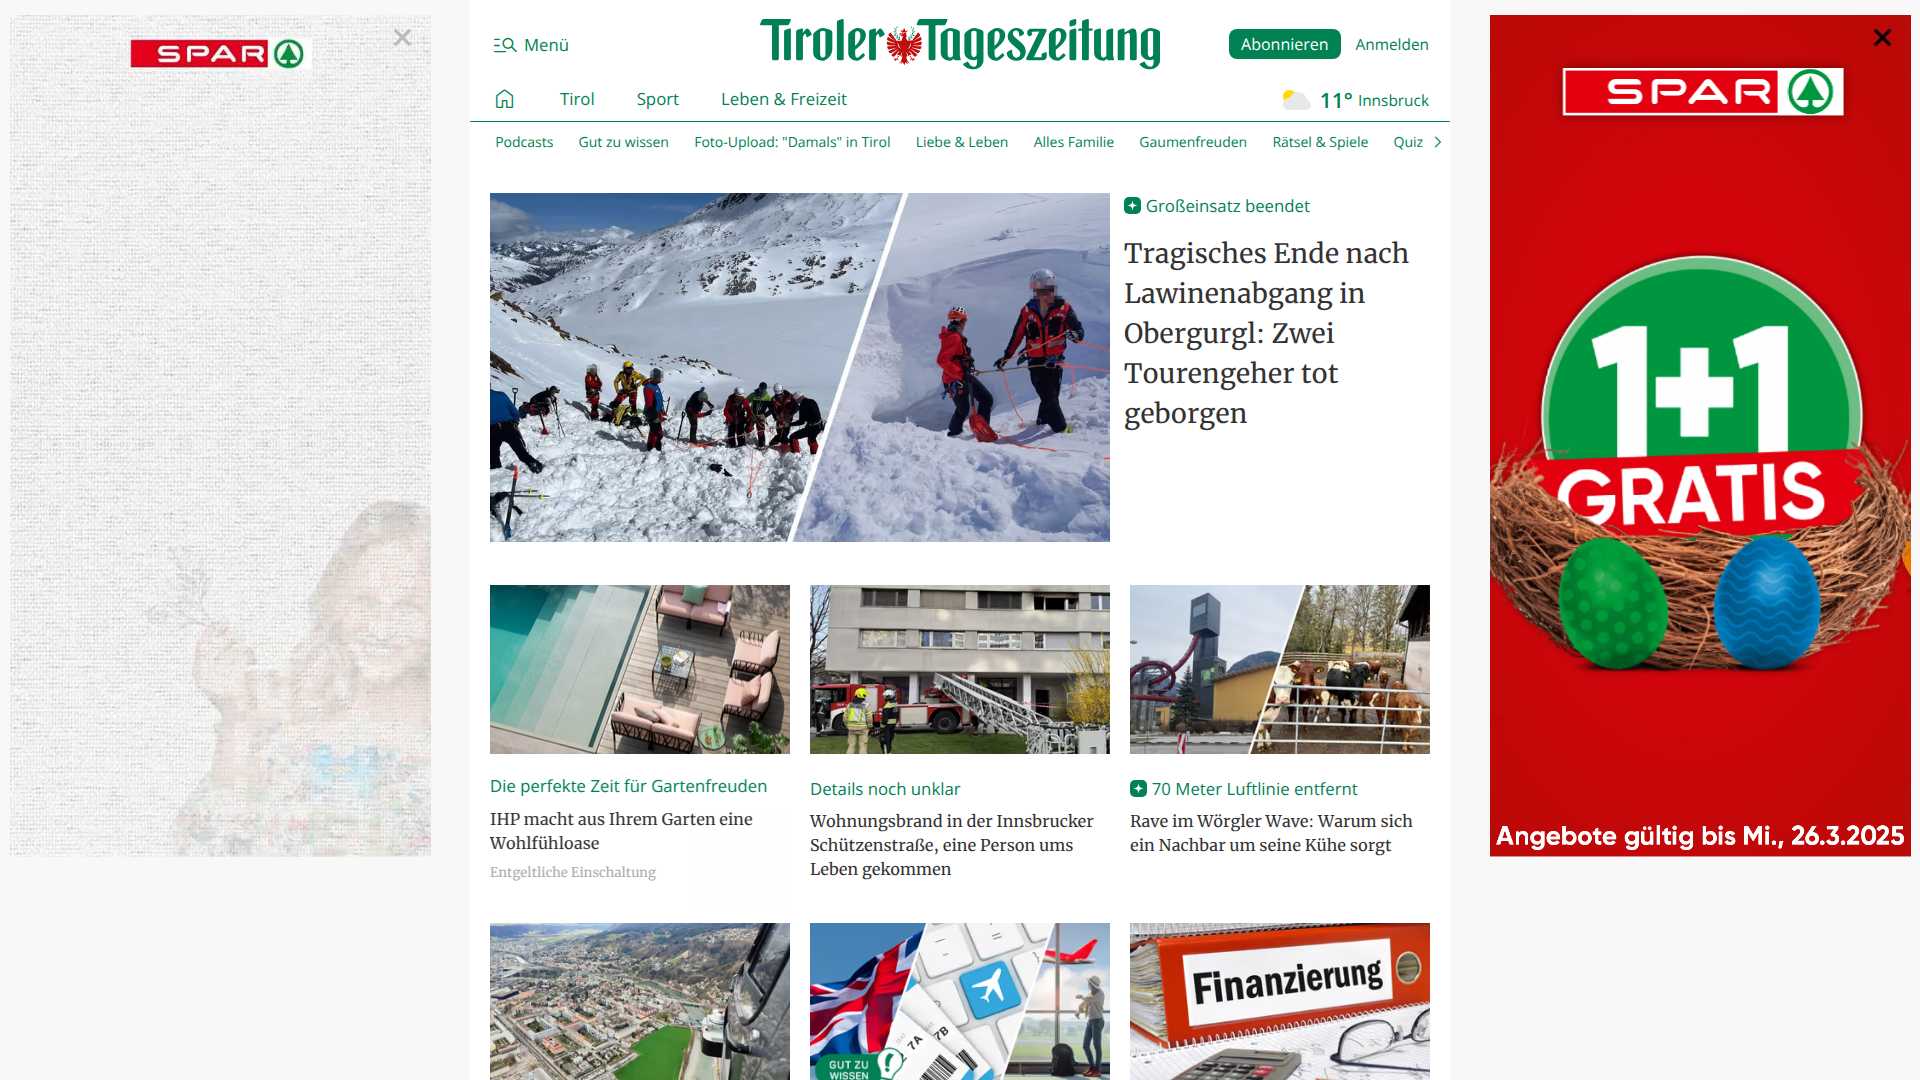 SPAR
Menü
Tiroler Tageszeitung
Abonnieren
Anmelden
Tirol
Sport
Leben & Freizeit
11° Innsbruck
Podcasts
Gut zu wissen
Foto-Upload: "Damals" in Tirol
Liebe & Leben
Alles Familie
Gaumenfreuden
Rätsel & Spiele
Quiz
Großeinsatz beendet
Tragisches Ende nach
Lawinenabgang in
Obergurgl: Zwei
Tourengeher tot
geborgen
Die perfekte Zeit für Gartenfreuden
IHP macht aus Ihrem Garten eine
Wohlfühloase
Entgeltliche Einschaltung
Details noch unklar
Wohnungsbrand in der Innsbrucker
Schützenstraße, eine Person ums
Leben gekommen
70 Meter Luftlinie entfernt
Rave im Wörgler Wave: Warum sich
ein Nachbar um seine Kühe sorgt
7A
7B
GUT ZU
WISSEN
Finanzierung
SPAR
1+1
GRATIS
Angebote gültig bis Mi., 26.3.2025